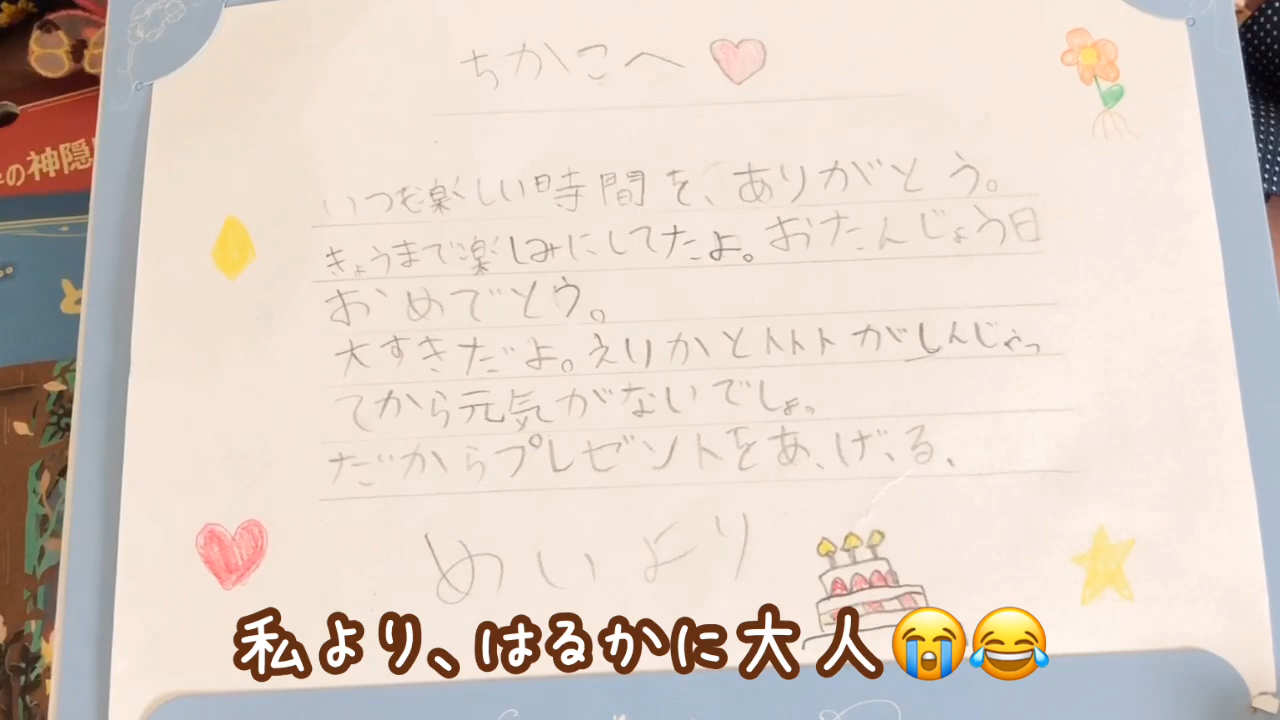 ちかこへ
いつも楽しい時間を、ありがとう。
きょうまで楽しみにしてたよ。おたんじょう日
おめでとう。
大すきだよ。えりかとトトトがしんじゃっ
てから元気がないでしょ。
だからプレゼントをあ、げ、る、
めいより
の神隠
私より、はるかに大人😭😂